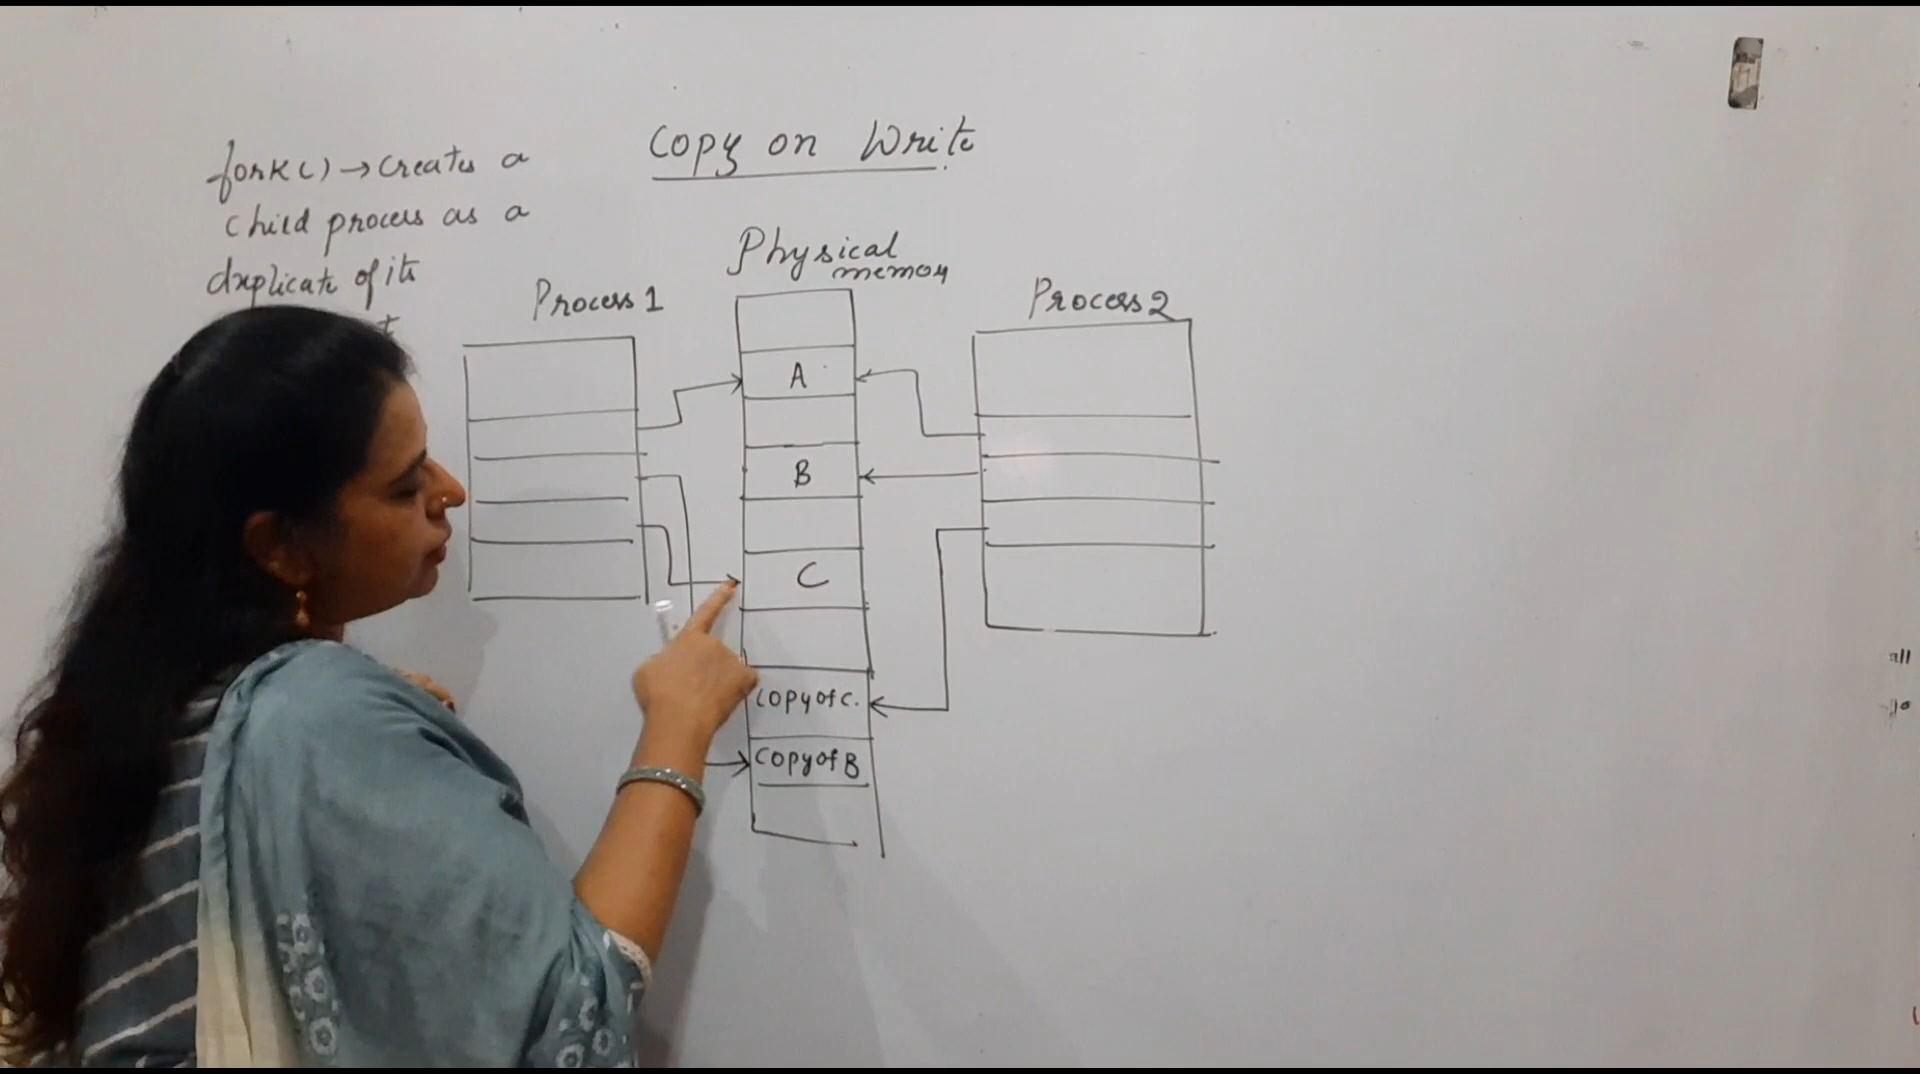 Copy on Write
fork() → creates a
child process as a
duplicate of its
Physical
memory
Process 1
Process 2
A
B
C
Copy of C.
Copy of B
all